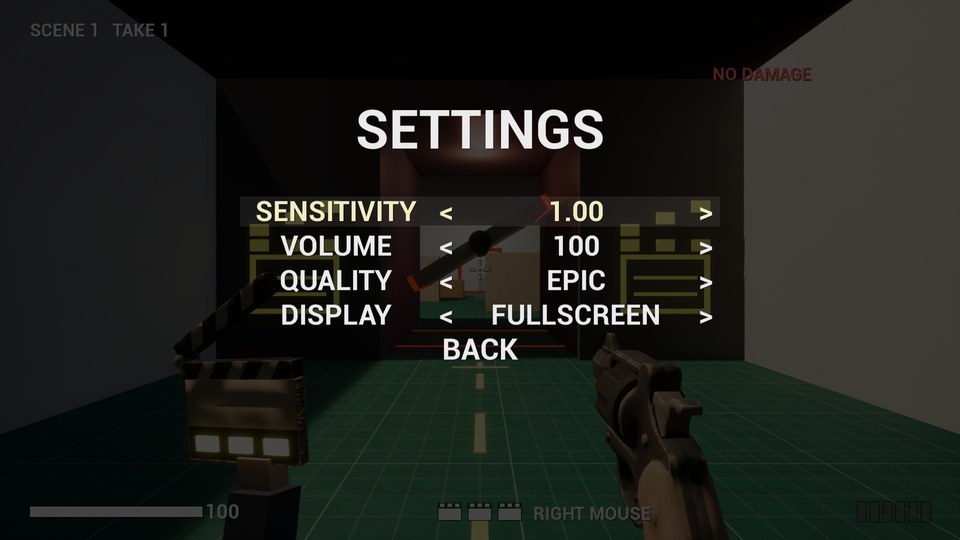 SCENE 1 TAKE 1
NO DAMAGE
SETTINGS
SENSITIVITY < 1.00 >
VOLUME < 100 >
QUALITY < EPIC >
DISPLAY < FULLSCREEN >
BACK
100
RIGHT MOUSE